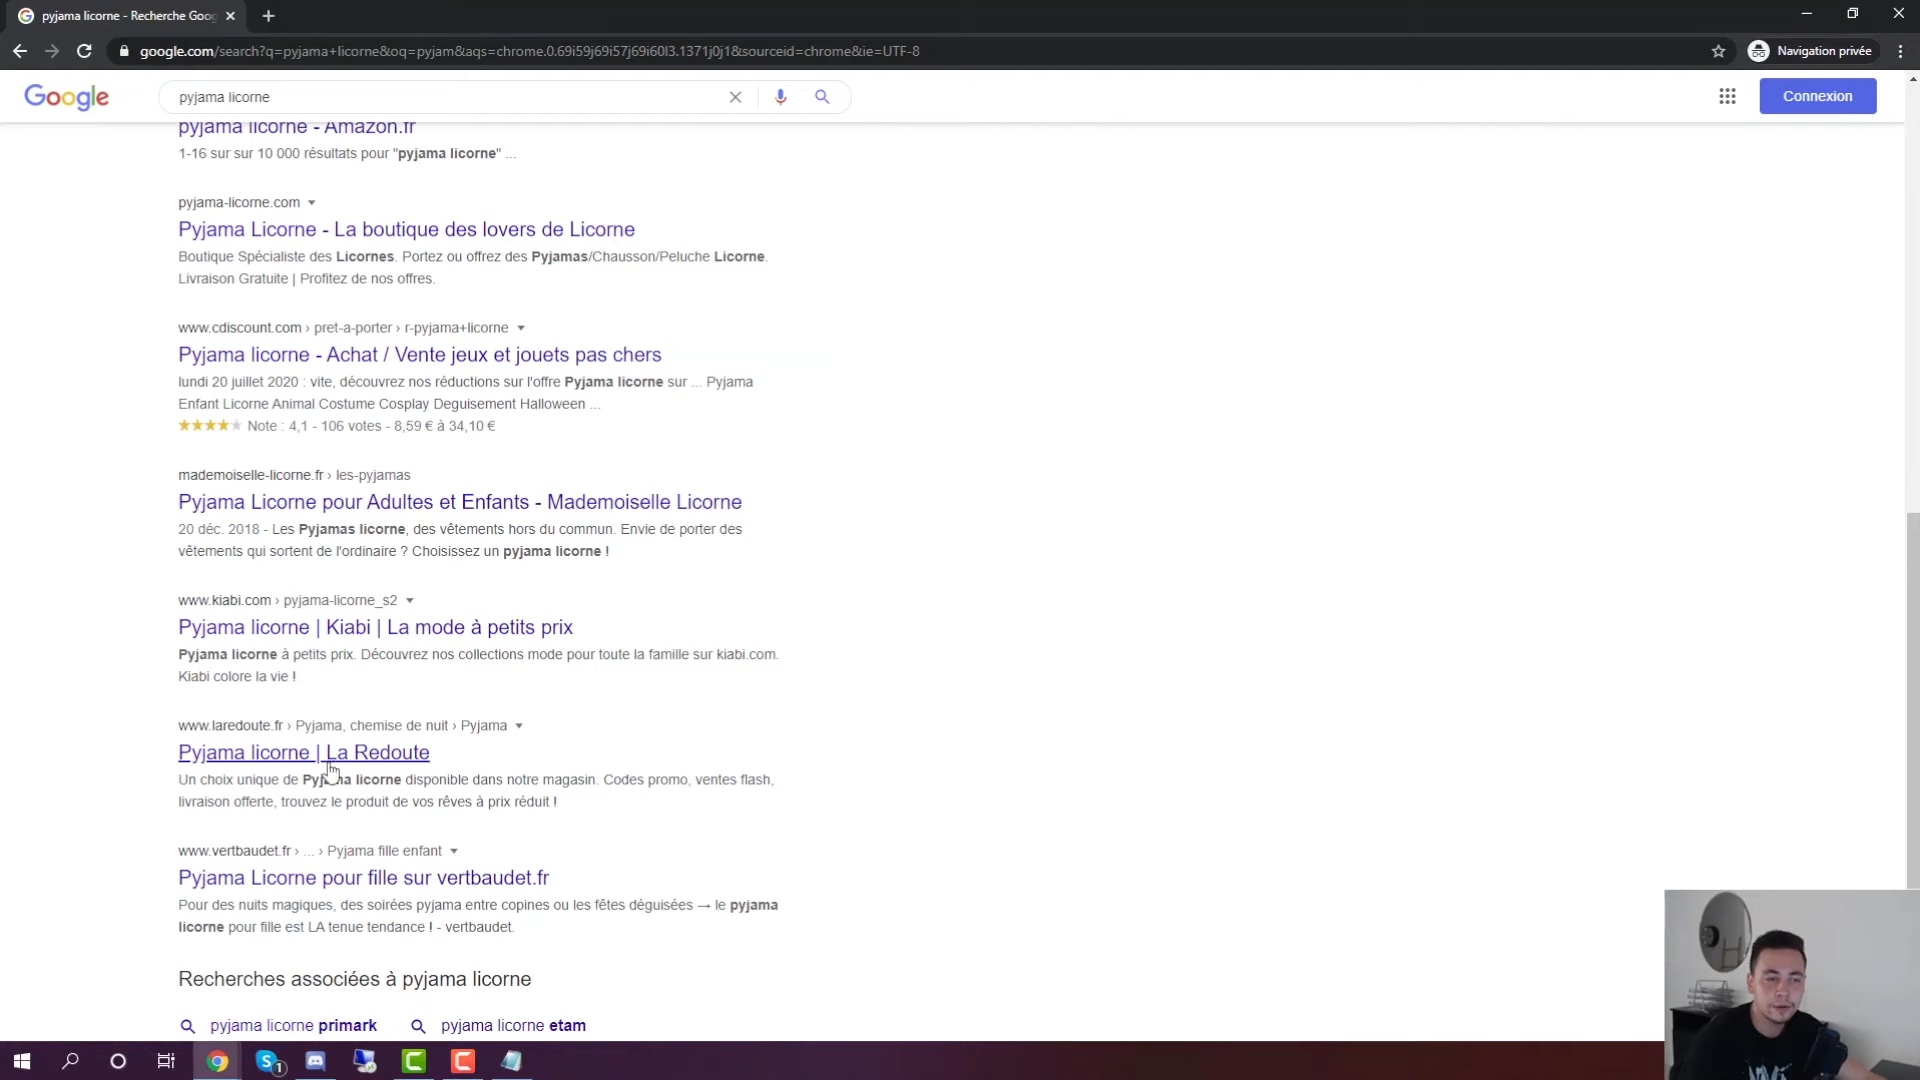 pyjama licorne - Recherche Goog
google.com/search?q=pyjama+licorne&oq=pyjam&aqs=chrome.0.69i59j69i57j69i60l3.1371j0j1&sourceid=chrome&ie=UTF-8
Navigation privée
Google
pyjama licorne
Connexion
pyjama licorne - Amazon.fr
1-16 sur sur 10 000 résultats pour "pyjama licorne" ...
pyjama-licorne.com
Pyjama Licorne - La boutique des lovers de Licorne
Boutique Spécialiste des Licornes. Portez ou offrez des Pyjamas/Chausson/Peluche Licorne.
Livraison Gratuite | Profitez de nos offres.
www.cdiscount.com › pret-a-porter › r-pyjama+licorne
Pyjama licorne - Achat / Vente jeux et jouets pas chers
lundi 20 juillet 2020 : vite, découvrez nos réductions sur l'offre Pyjama licorne sur ... Pyjama
Enfant Licorne Animal Costume Cosplay Deguisement Halloween ...
Note : 4,1 - 106 votes - 8,59 € à 34,10 €
mademoiselle-licorne.fr › les-pyjamas
Pyjama Licorne pour Adultes et Enfants - Mademoiselle Licorne
20 déc. 2018 - Les Pyjamas licorne, des vêtements hors du commun. Envie de porter des
vêtements qui sortent de l'ordinaire ? Choisissez un pyjama licorne !
www.kiabi.com › pyjama-licorne_s2
Pyjama licorne | Kiabi | La mode à petits prix
Pyjama licorne à petits prix. Découvrez nos collections mode pour toute la famille sur kiabi.com.
Kiabi colore la vie !
www.laredoute.fr › Pyjama, chemise de nuit › Pyjama
Pyjama licorne | La Redoute
Un choix unique de Pyjama licorne disponible dans notre magasin. Codes promo, ventes flash,
livraison offerte, trouvez le produit de vos rêves à prix réduit !
www.vertbaudet.fr › ... › Pyjama fille enfant
Pyjama Licorne pour fille sur vertbaudet.fr
Pour des nuits magiques, des soirées pyjama entre copines ou les fêtes déguisées → le pyjama
licorne pour fille est LA tenue tendance ! - vertbaudet.
Recherches associées à pyjama licorne
pyjama licorne primark
pyjama licorne etam
1